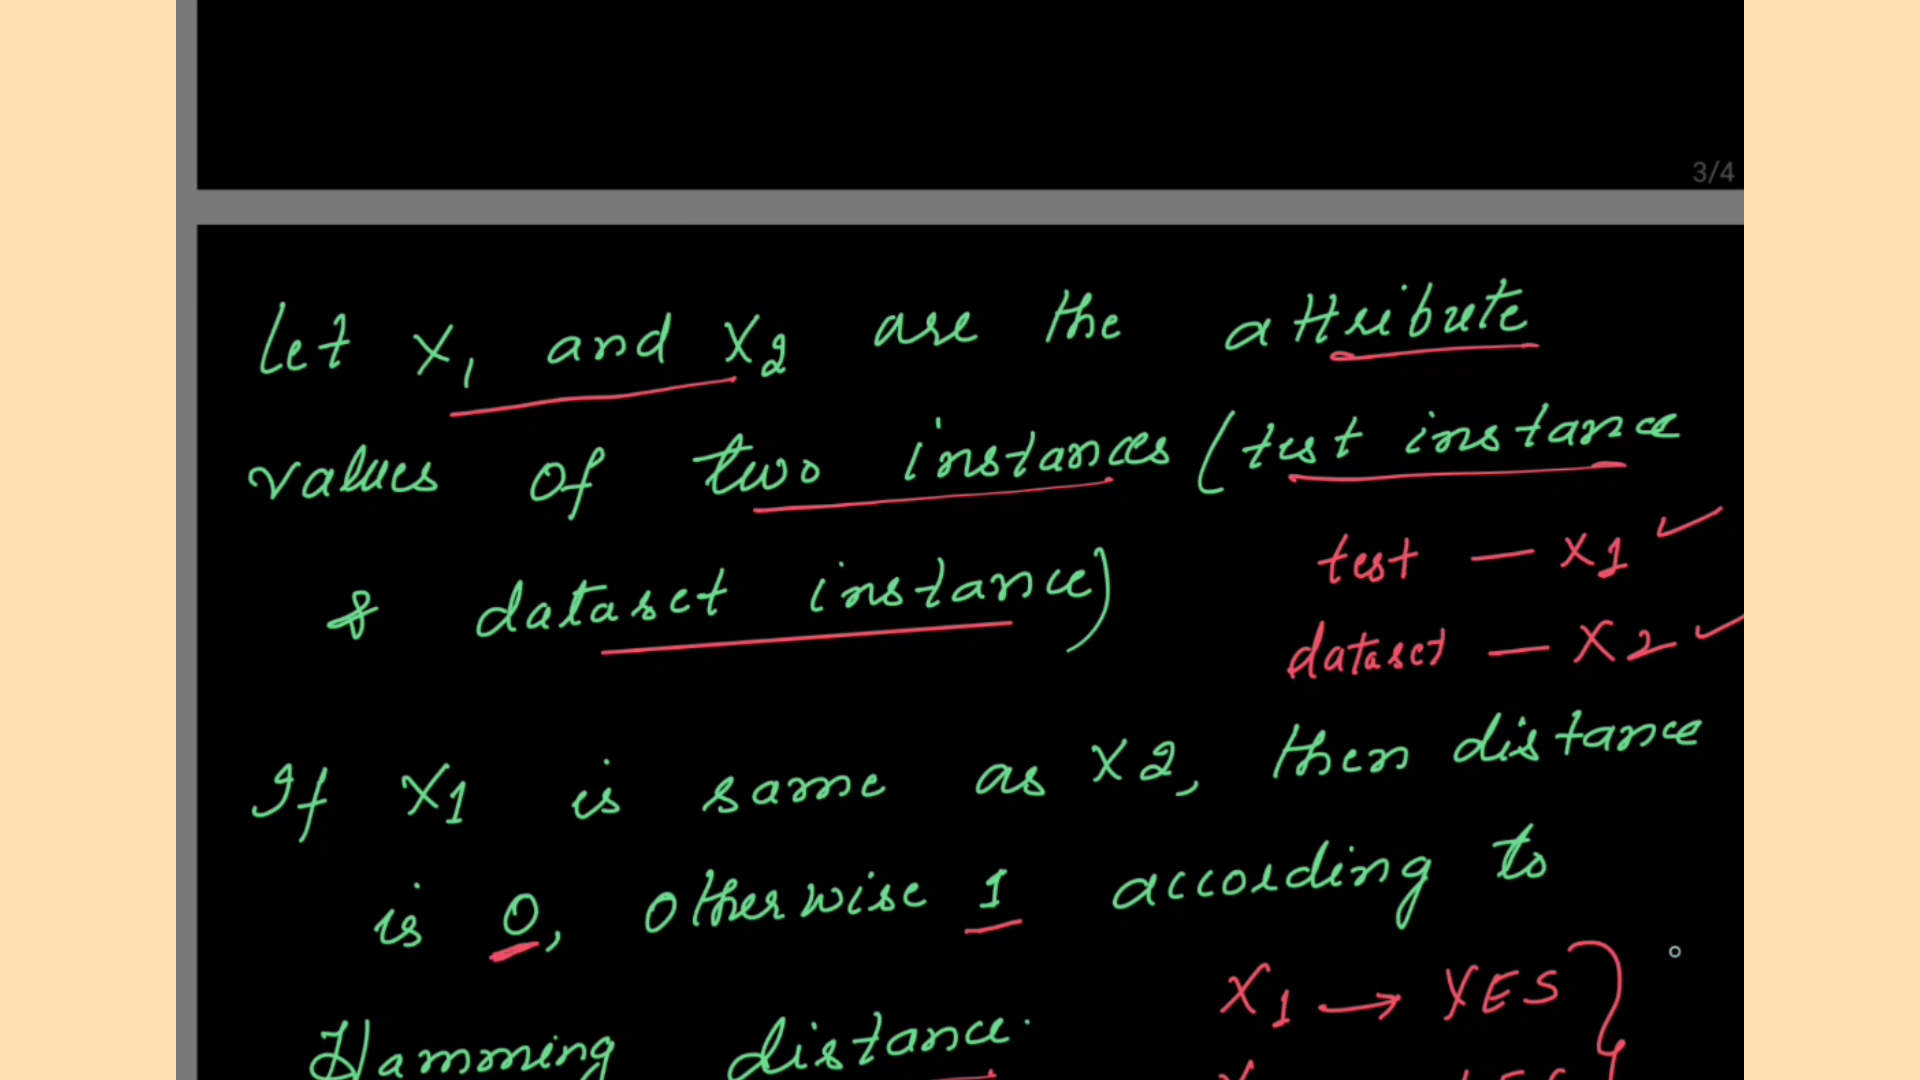 3/4
Let X1 and X2 are the attribute
values of two instances (test instance
& dataset instance)
test — X1 ✓
dataset — X2 ✓
If X1 is same as X2, then distance
is 0, otherwise 1 according to
X1 → YES
Hamming distance.